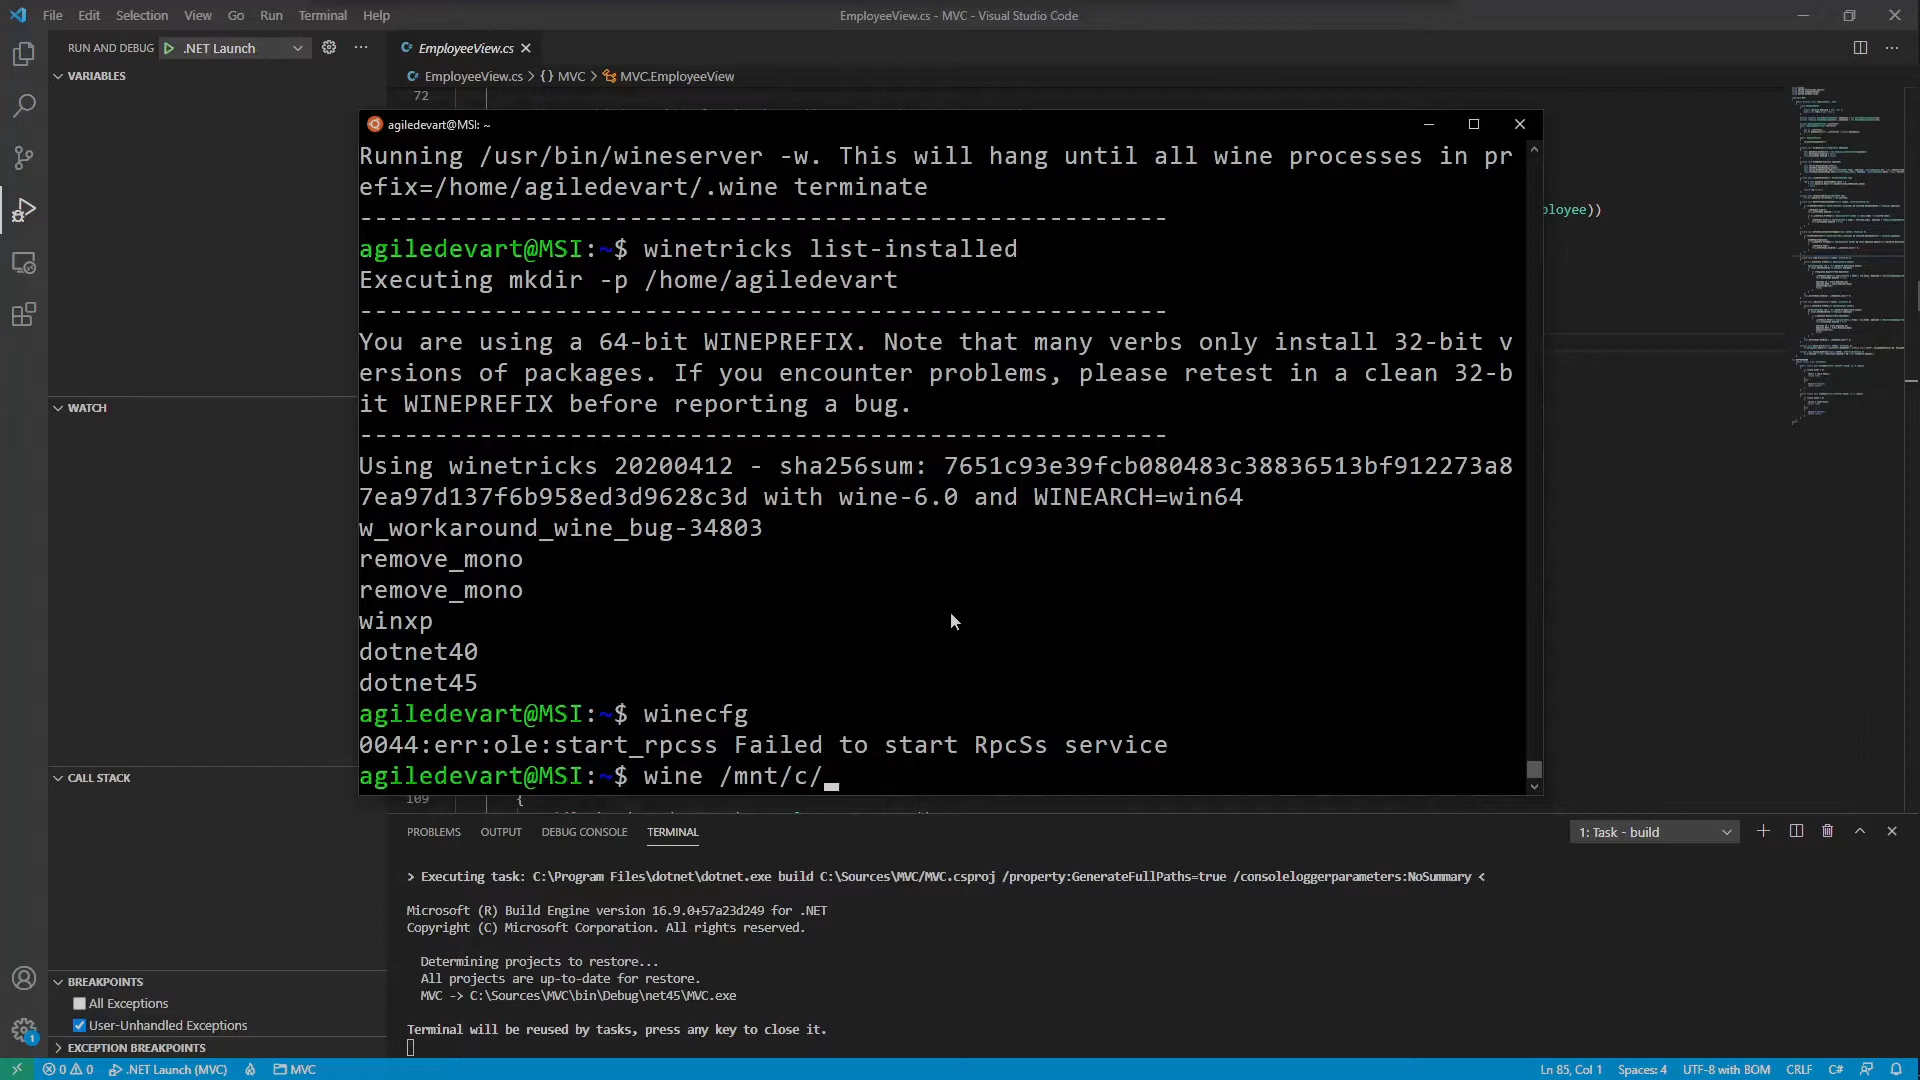 File Edit Selection View Go Run Terminal Help
EmployeeView.cs - MVC - Visual Studio Code
RUN AND DEBUG .NET Launch
EmployeeView.cs
VARIABLES
EmployeeView.cs > {} MVC > MVC.EmployeeView
72
agiledevart@MSI: ~
Running /usr/bin/wineserver -w. This will hang until all wine processes in pr
efix=/home/agiledevart/.wine terminate
------------------------------------------------------
agiledevart@MSI:~$ winetricks list-installed
Executing mkdir -p /home/agiledevart
------------------------------------------------------
You are using a 64-bit WINEPREFIX. Note that many verbs only install 32-bit v
ersions of packages. If you encounter problems, please retest in a clean 32-b
it WINEPREFIX before reporting a bug.
------------------------------------------------------
Using winetricks 20200412 - sha256sum: 7651c93e39fcb080483c38836513bf912273a8
7ea97d137f6b958ed3d9628c3d with wine-6.0 and WINEARCH=win64
w_workaround_wine_bug-34803
remove_mono
remove_mono
winxp
dotnet40
dotnet45
agiledevart@MSI:~$ winecfg
0044:err:ole:start_rpcss Failed to start RpcSs service
agiledevart@MSI:~$ wine /mnt/c/
ployee))
WATCH
CALL STACK
109 {
PROBLEMS OUTPUT DEBUG CONSOLE TERMINAL
1: Task - build
> Executing task: C:\Program Files\dotnet\dotnet.exe build C:\Sources\MVC/MVC.csproj /property:GenerateFullPaths=true /consoleloggerparameters:NoSummary <
Microsoft (R) Build Engine version 16.9.0+57a23d249 for .NET
Copyright (C) Microsoft Corporation. All rights reserved.
Determining projects to restore...
All projects are up-to-date for restore.
MVC -> C:\Sources\MVC\bin\Debug\net45\MVC.exe
Terminal will be reused by tasks, press any key to close it.
BREAKPOINTS
All Exceptions
User-Unhandled Exceptions
EXCEPTION BREAKPOINTS
1
0 0 .NET Launch (MVC) MVC
Ln 85, Col 1 Spaces: 4 UTF-8 with BOM CRLF C#